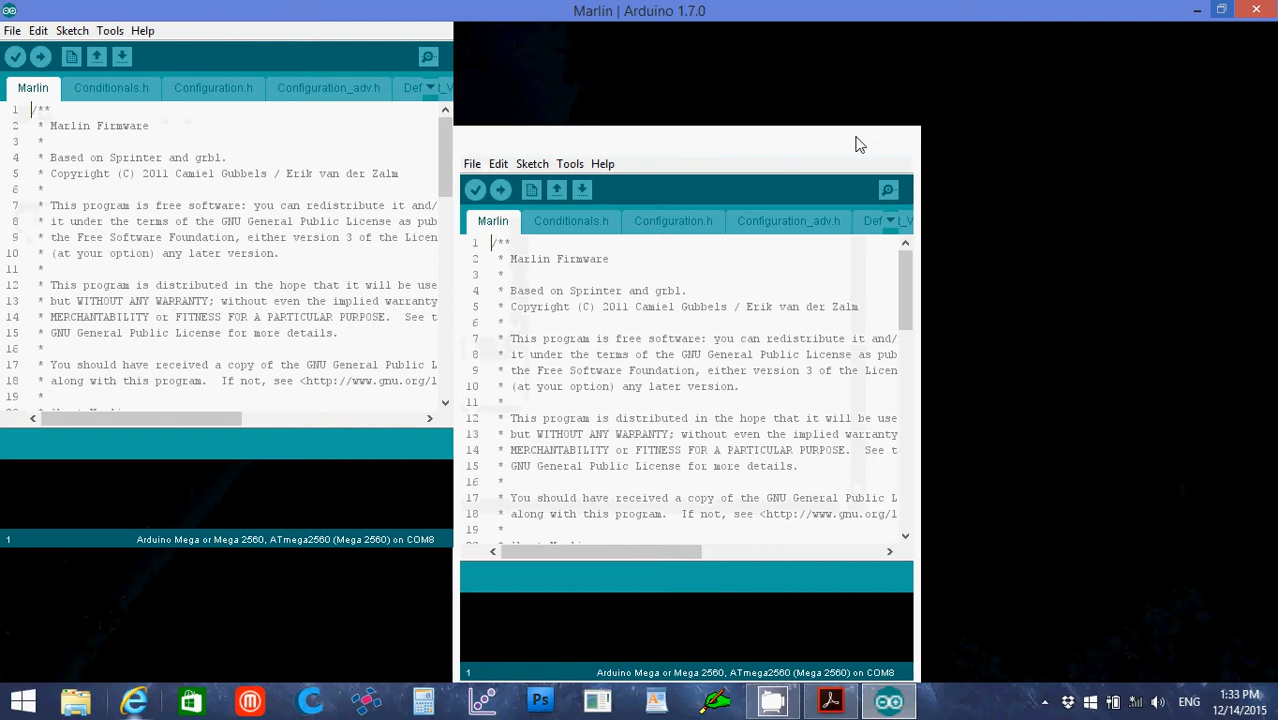 Marlin | Arduino 1.7.0
File Edit Sketch Tools Help
Marlin Conditionals.h Configuration.h Configuration_adv.h Def
1 /**
2 * Marlin Firmware
3 *
4 * Based on Sprinter and grbl.
5 * Copyright (C) 2011 Camiel Gubbels / Erik van der Zalm
6 *
7 * This program is free software: you can redistribute it and/
8 * it under the terms of the GNU General Public License as pub
9 * the Free Software Foundation, either version 3 of the Licen
10 * (at your option) any later version.
11 *
12 * This program is distributed in the hope that it will be use
13 * but WITHOUT ANY WARRANTY; without even the implied warranty
14 * MERCHANTABILITY or FITNESS FOR A PARTICULAR PURPOSE. See t
15 * GNU General Public License for more details.
16 *
17 * You should have received a copy of the GNU General Public L
18 * along with this program. If not, see <http://www.gnu.org/l
19 *
1 Arduino Mega or Mega 2560, ATmega2560 (Mega 2560) on COM8
File Edit Sketch Tools Help
Marlin Conditionals.h Configuration.h Configuration_adv.h Def
1 /**
2 * Marlin Firmware
3 *
4 * Based on Sprinter and grbl.
5 * Copyright (C) 2011 Camiel Gubbels / Erik van der Zalm
6 *
7 * This program is free software: you can redistribute it and/
8 * it under the terms of the GNU General Public License as pub
9 * the Free Software Foundation, either version 3 of the Licen
10 * (at your option) any later version.
11 *
12 * This program is distributed in the hope that it will be use
13 * but WITHOUT ANY WARRANTY; without even the implied warranty
14 * MERCHANTABILITY or FITNESS FOR A PARTICULAR PURPOSE. See t
15 * GNU General Public License for more details.
16 *
17 * You should have received a copy of the GNU General Public L
18 * along with this program. If not, see <http://www.gnu.org/l
19 *
1 Arduino Mega or Mega 2560, ATmega2560 (Mega 2560) on COM8
Ps
ENG
1:33 PM
12/14/2015